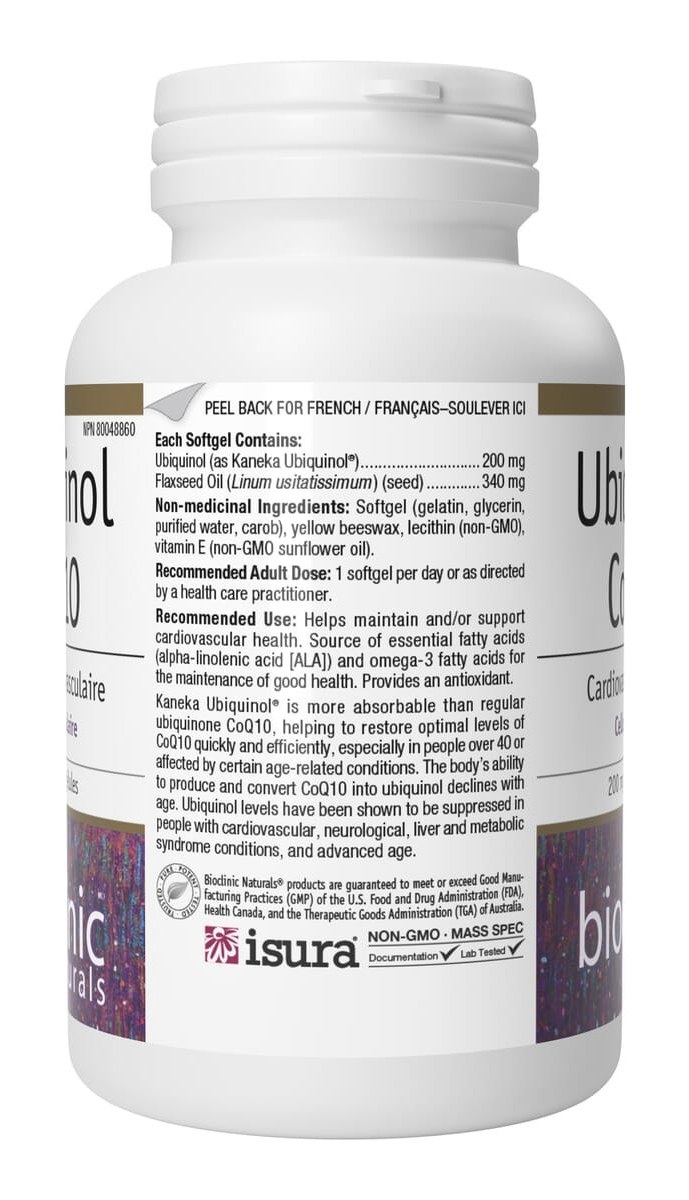 PEEL BACK FOR FRENCH / FRANÇAIS–SOULEVER ICI
NPN 80048860
Each Softgel Contains:
Ubiquinol (as Kaneka Ubiquinol®)............................200 mg
Flaxseed Oil (Linum usitatissimum) (seed)............340 mg
Non-medicinal Ingredients: Softgel (gelatin, glycerin,
purified water, carob), yellow beeswax, lecithin (non-GMO),
vitamin E (non-GMO sunflower oil).
Recommended Adult Dose: 1 softgel per day or as directed
by a health care practitioner.
Recommended Use: Helps maintain and/or support
cardiovascular health. Source of essential fatty acids
(alpha-linolenic acid [ALA]) and omega-3 fatty acids for
the maintenance of good health. Provides an antioxidant.
Kaneka Ubiquinol® is more absorbable than regular
ubiquinone CoQ10, helping to restore optimal levels of
CoQ10 quickly and efficiently, especially in people over 40 or
affected by certain age-related conditions. The body's ability
to produce and convert CoQ10 into ubiquinol declines with
age. Ubiquinol levels have been shown to be suppressed in
people with cardiovascular, neurological, liver and metabolic
syndrome conditions, and advanced age.
PURE · POTENT · TESTED · TRUSTED
Bioclinic Naturals® products are guaranteed to meet or exceed Good Manu-
facturing Practices (GMP) of the U.S. Food and Drug Administration (FDA),
Health Canada, and the Therapeutic Goods Administration (TGA) of Australia.
isura®
NON-GMO · MASS SPEC
Documentation ✓ Lab Tested ✓